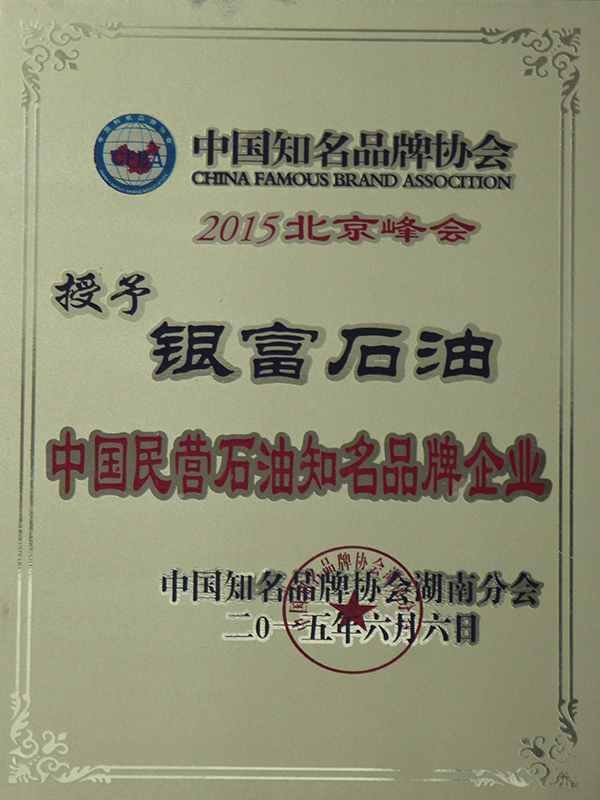 中国知名品牌协会
CHINA FAMOUS BRAND ASSOCITION
2015北京峰会
授予
银富石油
中国民营石油知名品牌企业
中国知名品牌协会湖南分会
二0一五年六月六日